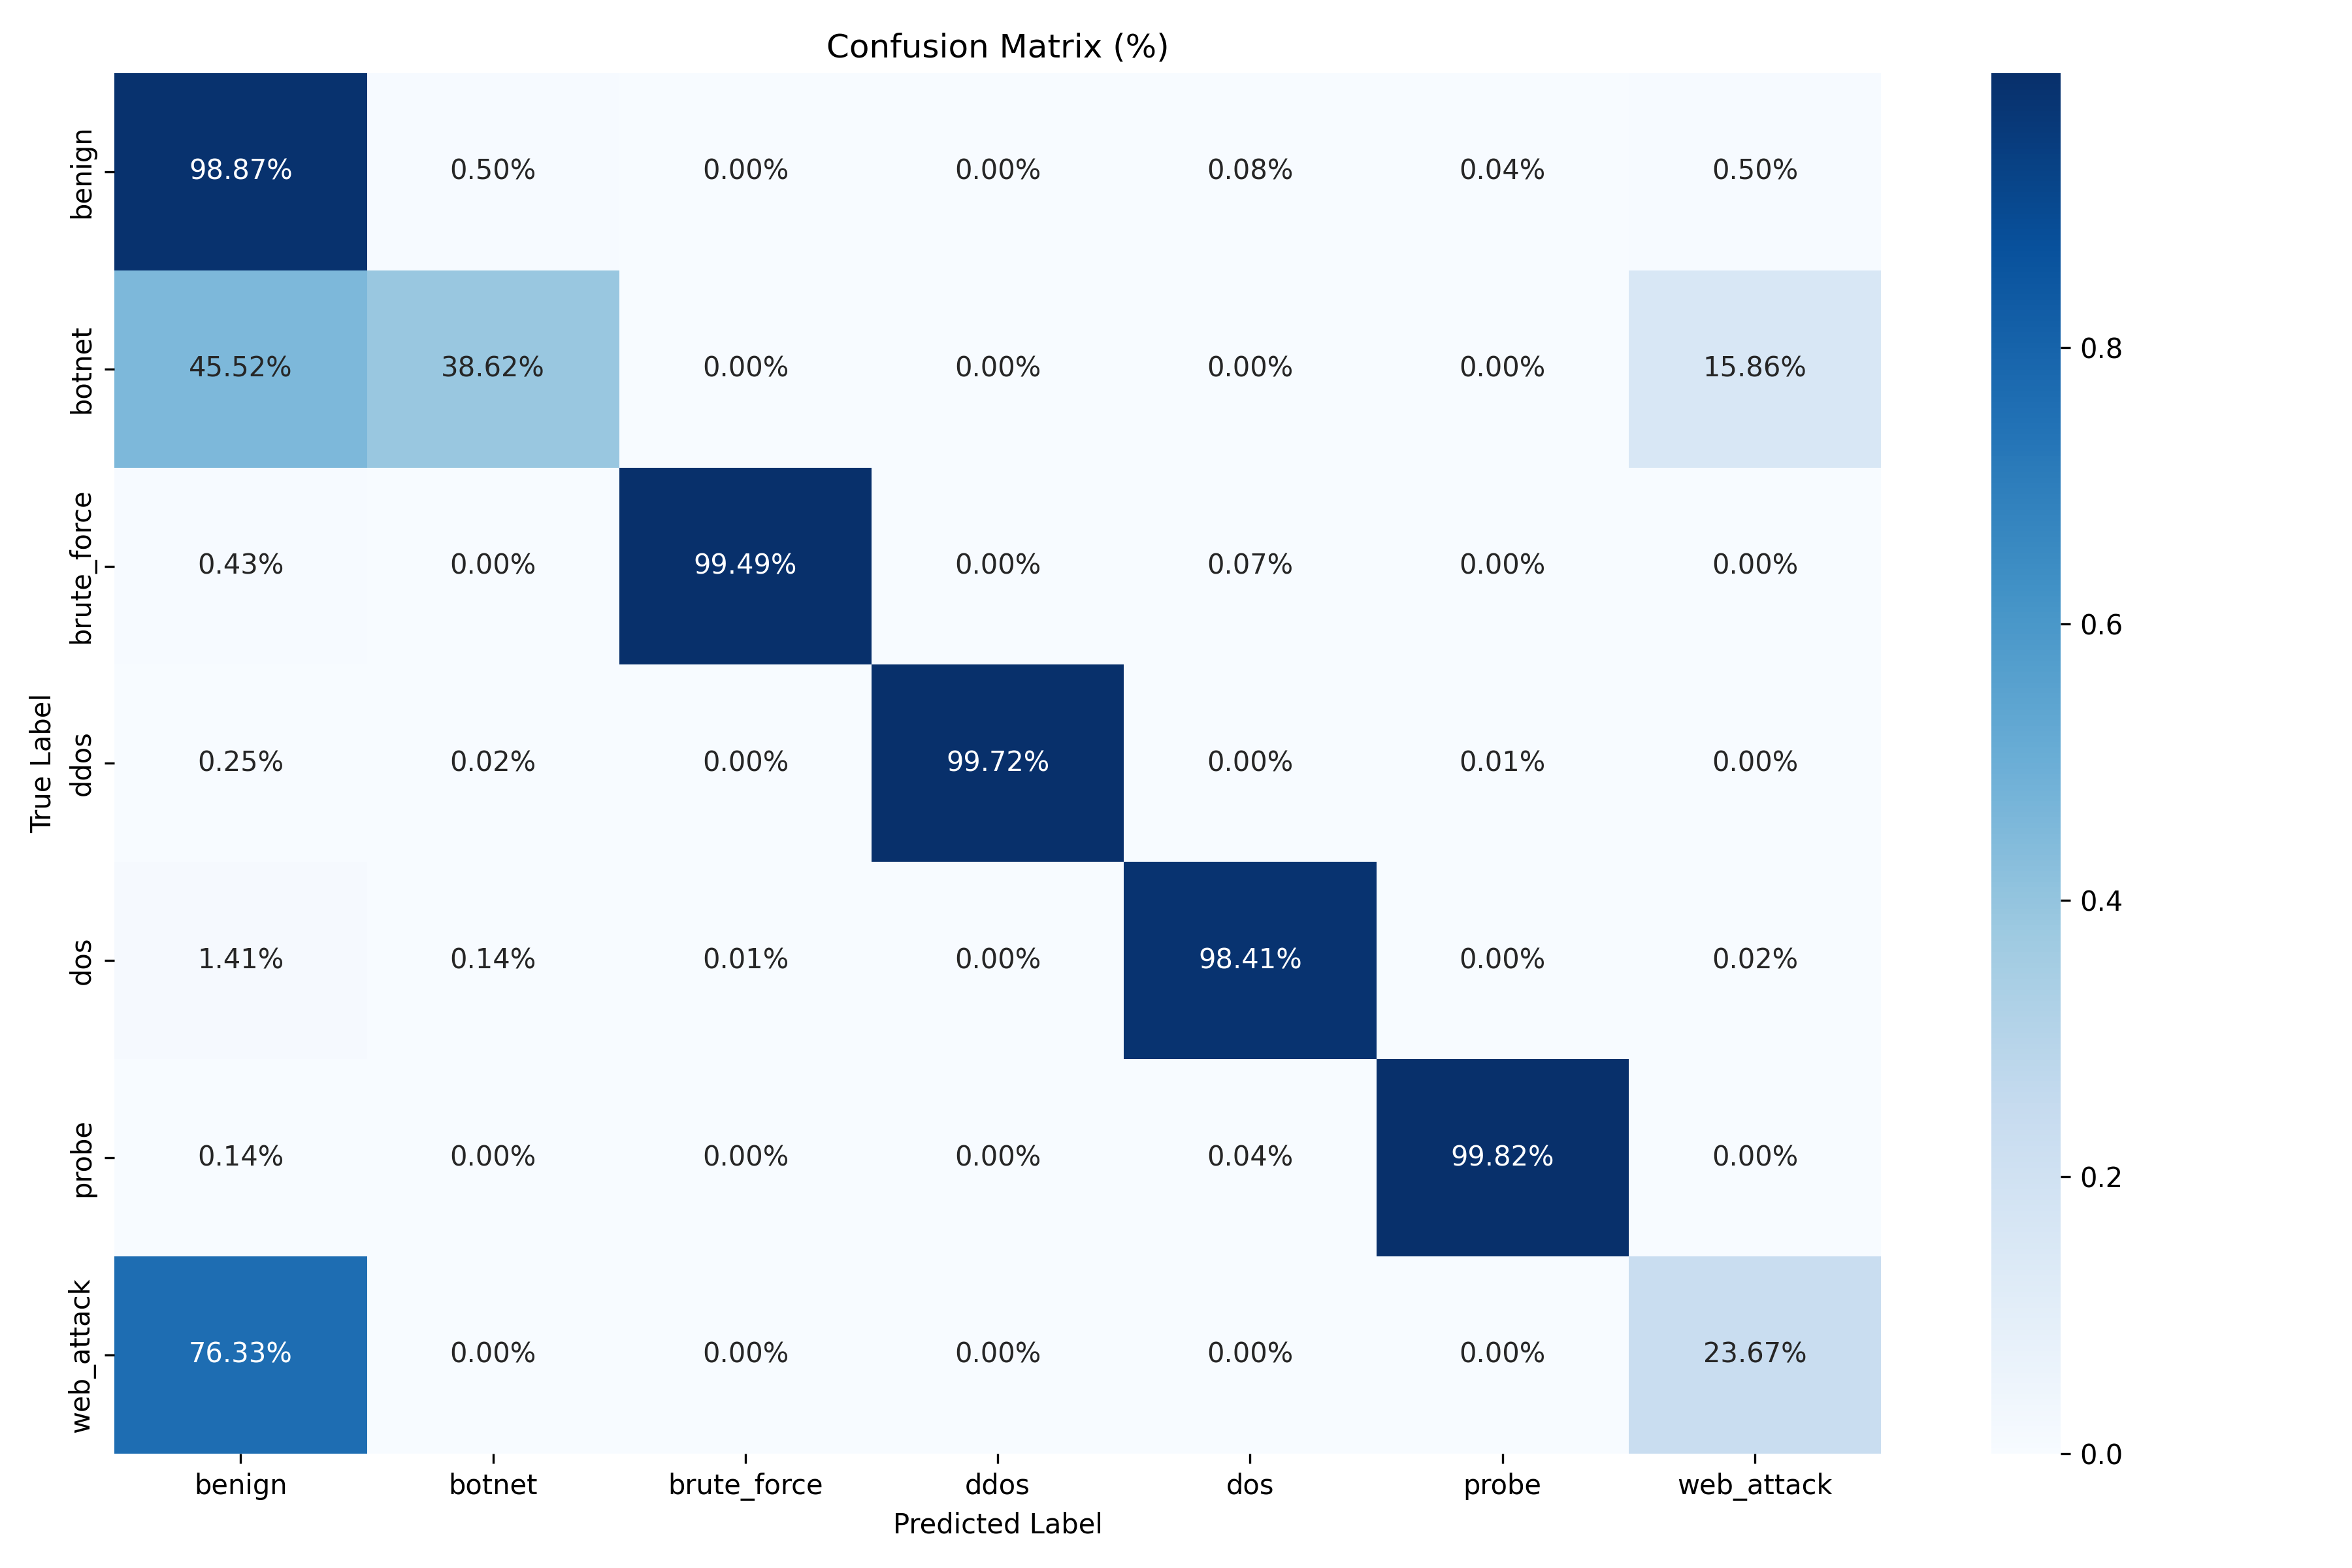 Confusion Matrix (%)
benign 98.87% 0.50% 0.00% 0.00% 0.08% 0.04% 0.50%
botnet 45.52% 38.62% 0.00% 0.00% 0.00% 0.00% 15.86%
brute_force 0.43% 0.00% 99.49% 0.00% 0.07% 0.00% 0.00%
ddos 0.25% 0.02% 0.00% 99.72% 0.00% 0.01% 0.00%
dos 1.41% 0.14% 0.01% 0.00% 98.41% 0.00% 0.02%
probe 0.14% 0.00% 0.00% 0.00% 0.04% 99.82% 0.00%
web_attack 76.33% 0.00% 0.00% 0.00% 0.00% 0.00% 23.67%
benign botnet brute_force ddos dos probe web_attack
Predicted Label
True Label
0.8
0.6
0.4
0.2
0.0